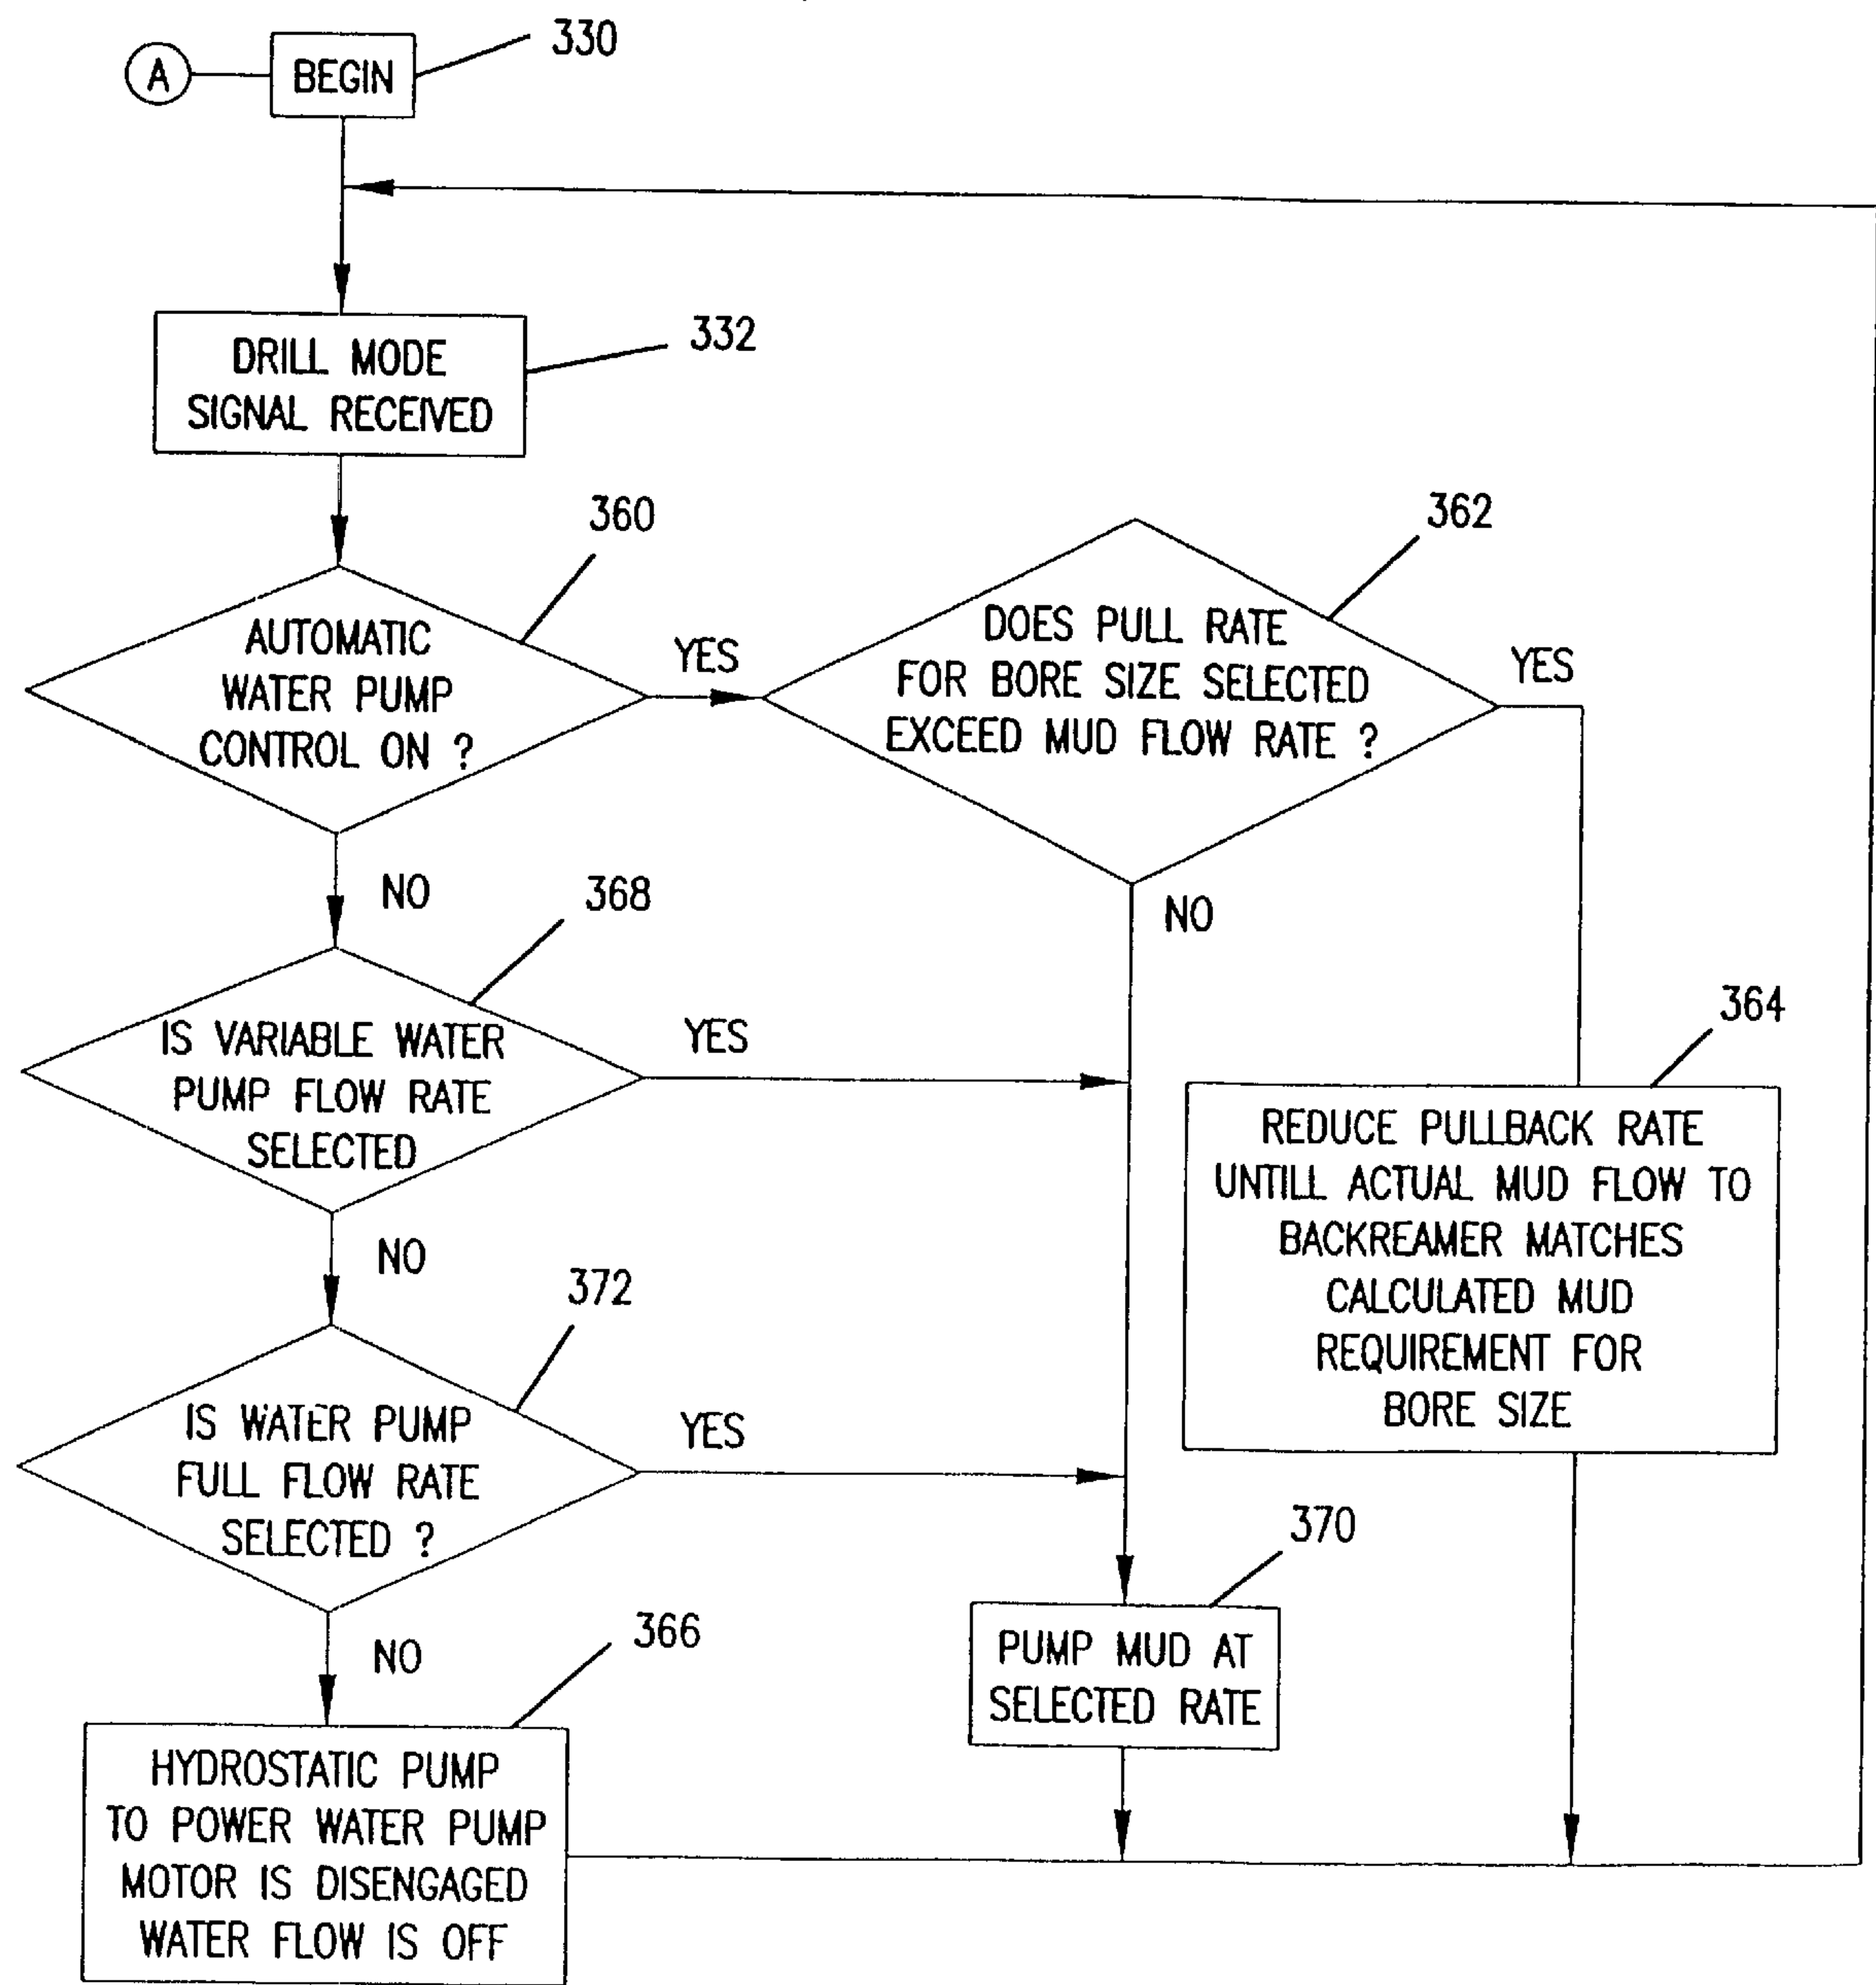 A
BEGIN
330
DRILL MODE
SIGNAL RECEIVED
332
AUTOMATIC
WATER PUMP
CONTROL ON ?
360
YES
DOES PULL RATE
FOR BORE SIZE SELECTED
EXCEED MUD FLOW RATE ?
362
YES
NO
NO
IS VARIABLE WATER
PUMP FLOW RATE
SELECTED
368
YES
REDUCE PULLBACK RATE
UNTILL ACTUAL MUD FLOW TO
BACKREAMER MATCHES
CALCULATED MUD
REQUIREMENT FOR
BORE SIZE
364
NO
IS WATER PUMP
FULL FLOW RATE
SELECTED ?
372
YES
PUMP MUD AT
SELECTED RATE
370
NO
HYDROSTATIC PUMP
TO POWER WATER PUMP
MOTOR IS DISENGAGED
WATER FLOW IS OFF
366